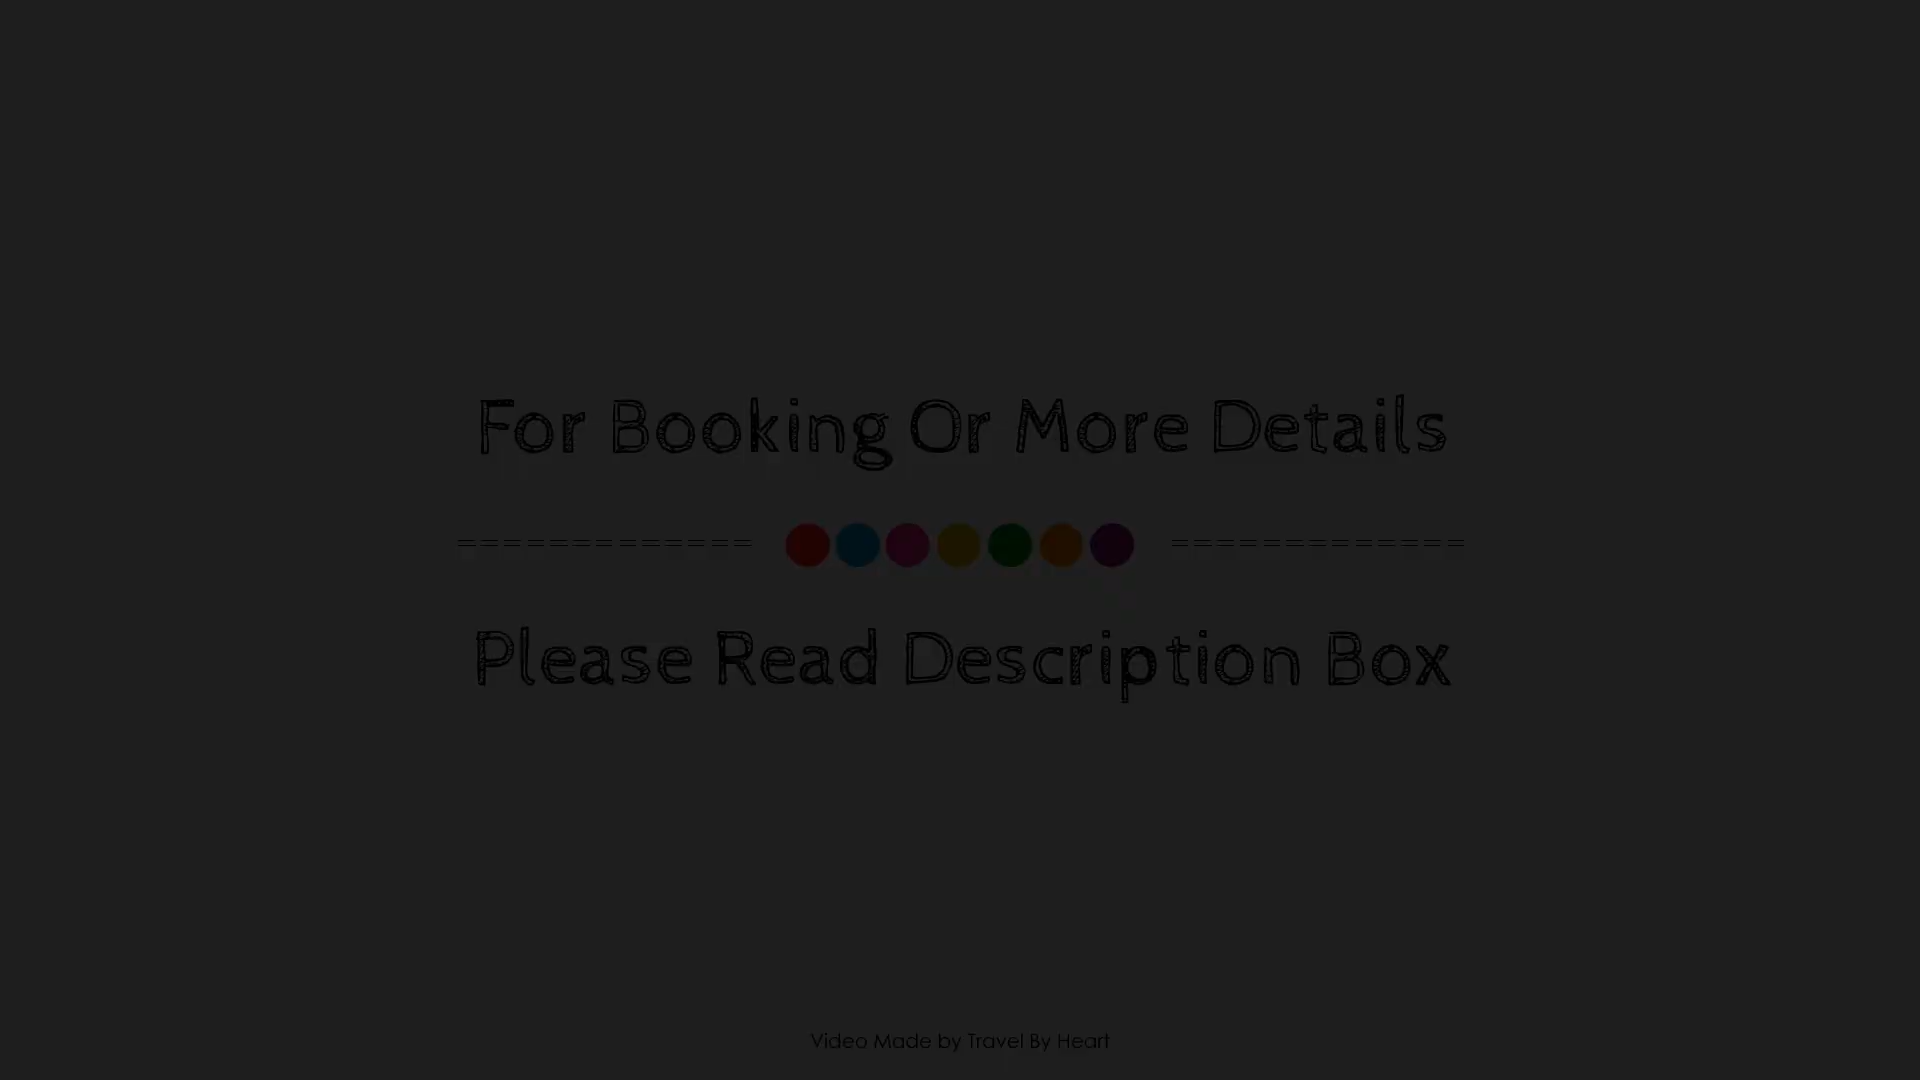 For Booking Or More Details
============= =============
Please Read Description Box
Video Made by Travel By Heart